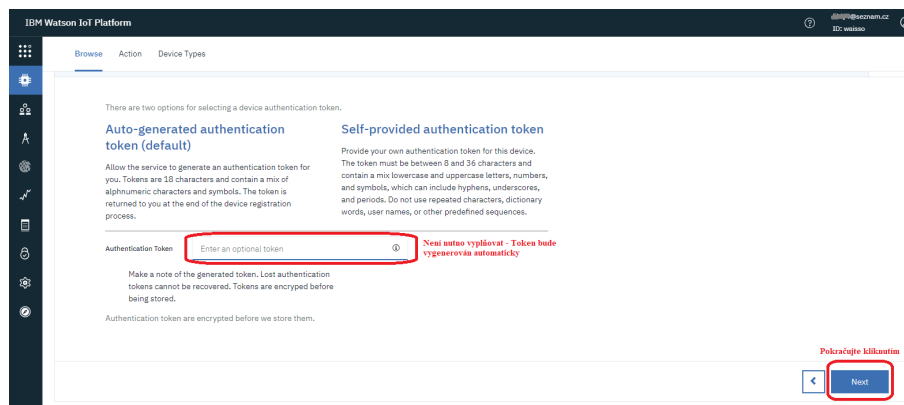 IBM Watson IoT Platform
@seznam.cz
ID: waisso
Browse Action Device Types
There are two options for selecting a device authentication token.
Auto-generated authentication
token (default)
Allow the service to generate an authentication token for
you. Tokens are 18 characters and contain a mix of
alphnumeric characters and symbols. The token is
returned to you at the end of the device registration
process.
Self-provided authentication token
Provide your own authentication token for this device.
The token must be between 8 and 36 characters and
contain a mix lowercase and uppercase letters, numbers,
and symbols, which can include hyphens, underscores,
and periods. Do not use repeated characters, dictionary
words, user names, or other predefined sequences.
Authentication Token
Enter an optional token
Není nutno vyplňovat - Token bude
vygenerován automaticky
Make a note of the generated token. Lost authentication
tokens cannot be recovered. Tokens are encryped before
being stored.
Authentication token are encrypted before we store them.
Pokračujte kliknutím
Next